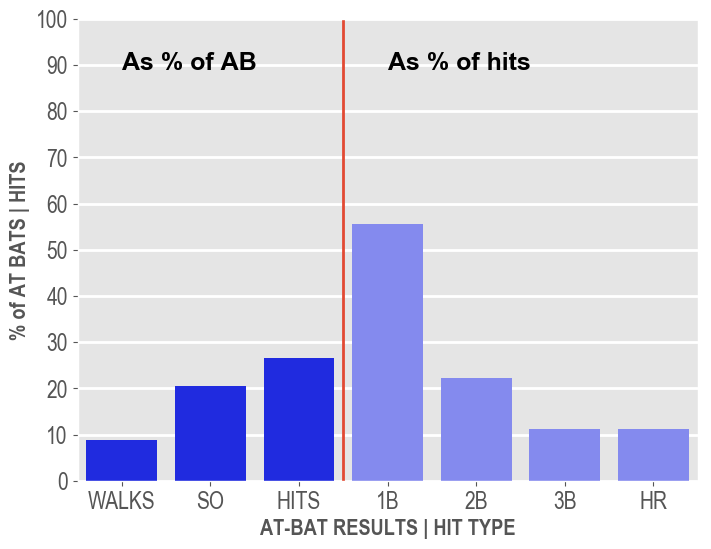 100
90
80
70
60
50
40
30
20
10
0
% of AT BATS | HITS
As % of AB
As % of hits
WALKS SO HITS 1B 2B 3B HR
AT-BAT RESULTS | HIT TYPE